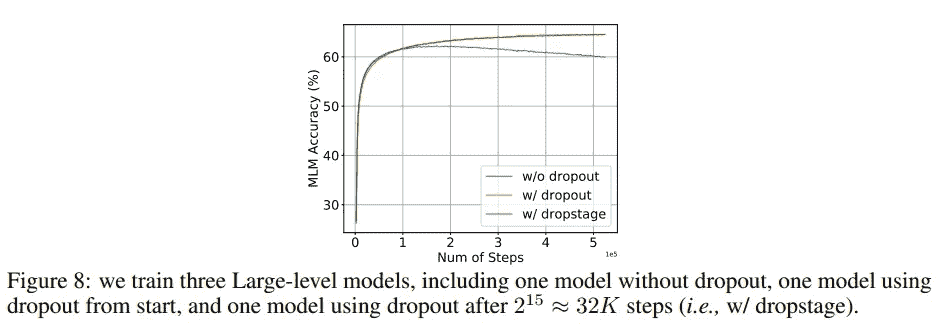 60
50
40
30
MLM Accuracy (%)
w/o dropout
w/ dropout
w/ dropstage
0 1 2 3 4 5
1e5
Num of Steps
Figure 8: we train three Large-level models, including one model without dropout, one model using
dropout from start, and one model using dropout after 2¹⁵ ≈ 32K steps (i.e., w/ dropstage).